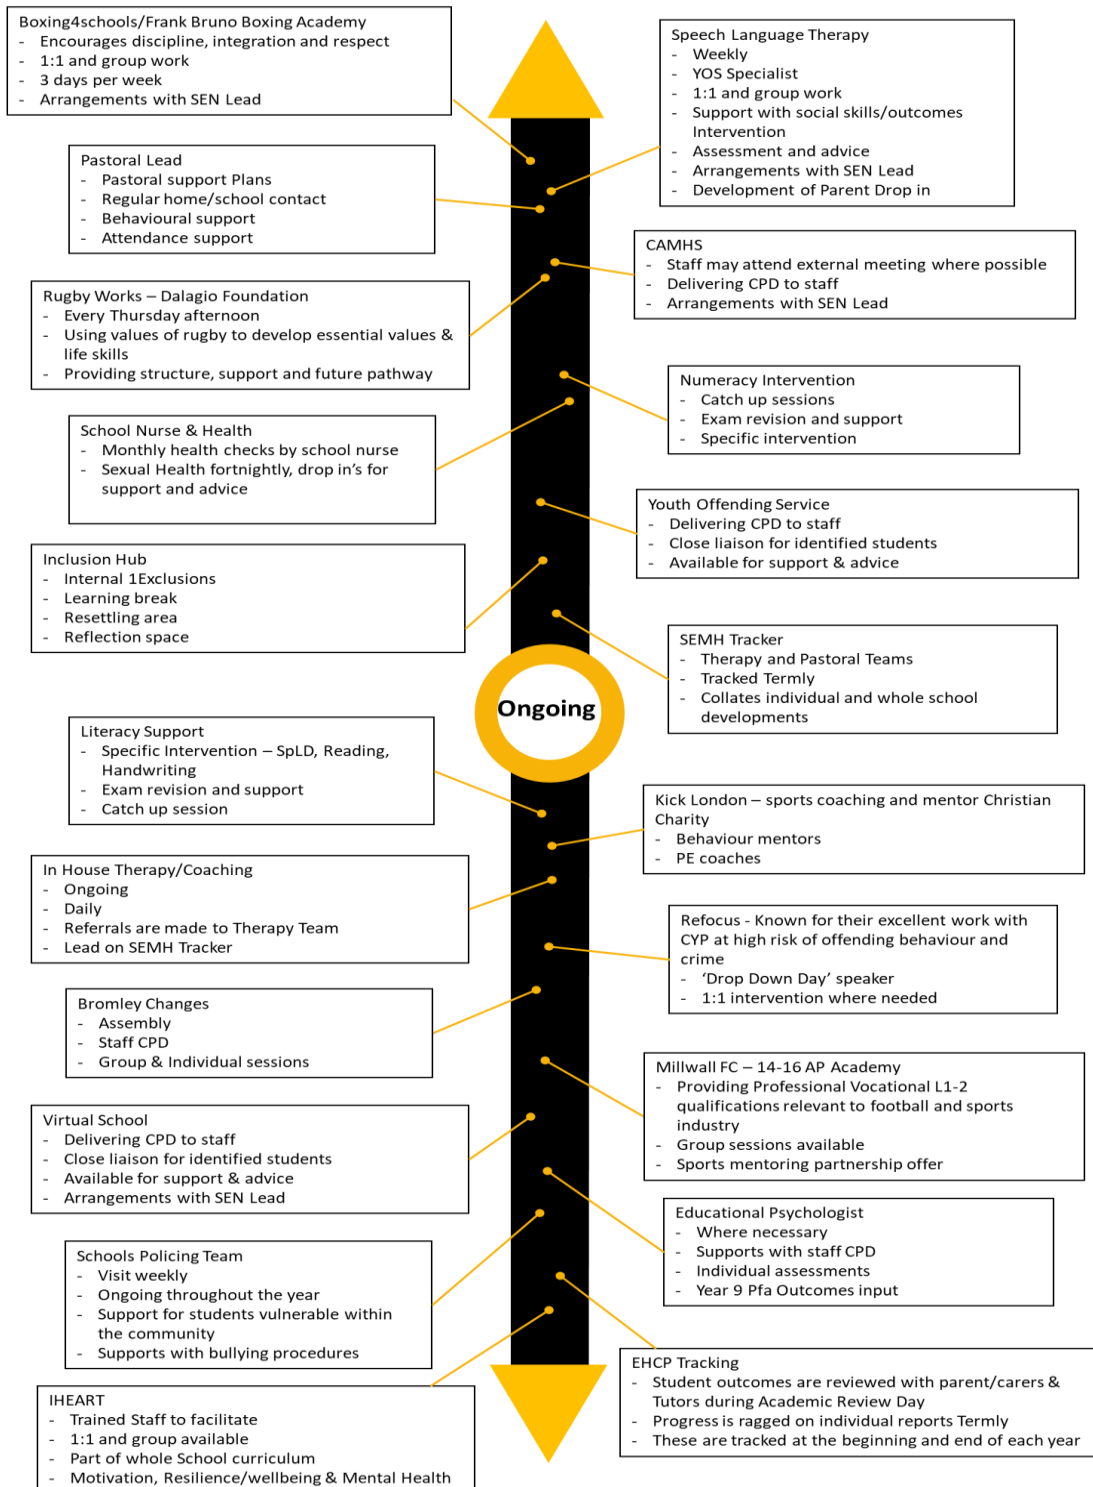 Boxing4schools/Frank Bruno Boxing Academy
- Encourages discipline, integration and respect
- 1:1 and group work
- 3 days per week
- Arrangements with SEN Lead
Speech Language Therapy
- Weekly
- YOS Specialist
- 1:1 and group work
- Support with social skills/outcomes
Intervention
- Assessment and advice
- Arrangements with SEN Lead
- Development of Parent Drop in
Pastoral Lead
- Pastoral support Plans
- Regular home/school contact
- Behavioural support
- Attendance support
CAMHS
- Staff may attend external meeting where possible
- Delivering CPD to staff
- Arrangements with SEN Lead
Rugby Works – Dalagio Foundation
- Every Thursday afternoon
- Using values of rugby to develop essential values &
life skills
- Providing structure, support and future pathway
Numeracy Intervention
- Catch up sessions
- Exam revision and support
- Specific intervention
School Nurse & Health
- Monthly health checks by school nurse
- Sexual Health fortnightly, drop in's for
support and advice
Youth Offending Service
- Delivering CPD to staff
- Close liaison for identified students
- Available for support & advice
Inclusion Hub
- Internal 1Exclusions
- Learning break
- Resettling area
- Reflection space
SEMH Tracker
- Therapy and Pastoral Teams
- Tracked Termly
- Collates individual and whole school
developments
Ongoing
Literacy Support
- Specific Intervention – SpLD, Reading,
Handwriting
- Exam revision and support
- Catch up session
Kick London – sports coaching and mentor Christian
Charity
- Behaviour mentors
- PE coaches
In House Therapy/Coaching
- Ongoing
- Daily
- Referrals are made to Therapy Team
- Lead on SEMH Tracker
Refocus - Known for their excellent work with
CYP at high risk of offending behaviour and
crime
- 'Drop Down Day' speaker
- 1:1 intervention where needed
Bromley Changes
- Assembly
- Staff CPD
- Group & Individual sessions
Millwall FC – 14-16 AP Academy
- Providing Professional Vocational L1-2
qualifications relevant to football and sports
industry
- Group sessions available
- Sports mentoring partnership offer
Virtual School
- Delivering CPD to staff
- Close liaison for identified students
- Available for support & advice
- Arrangements with SEN Lead
Educational Psychologist
- Where necessary
- Supports with staff CPD
- Individual assessments
- Year 9 Pfa Outcomes input
Schools Policing Team
- Visit weekly
- Ongoing throughout the year
- Support for students vulnerable within
the community
- Supports with bullying procedures
EHCP Tracking
- Student outcomes are reviewed with parent/carers &
Tutors during Academic Review Day
- Progress is ragged on individual reports Termly
- These are tracked at the beginning and end of each year
IHEART
- Trained Staff to facilitate
- 1:1 and group available
- Part of whole School curriculum
- Motivation, Resilience/wellbeing & Mental Health